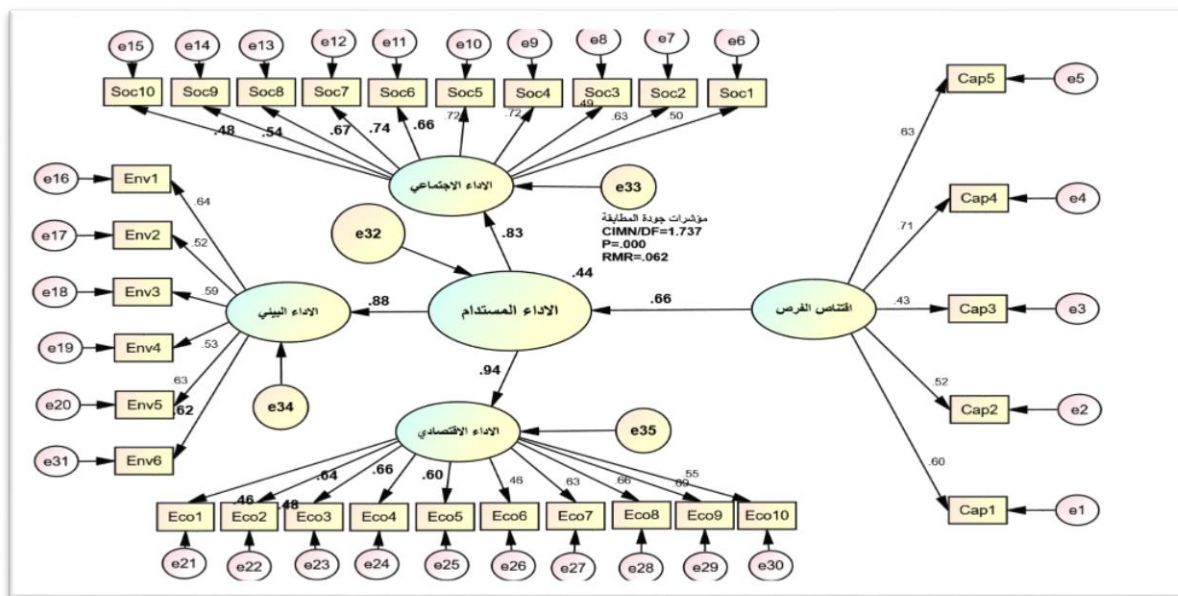 e15 e14 e13 e12 e11 e10 e9 e8 e7 e6
Soc10 Soc9 Soc8 Soc7 Soc6 Soc5 Soc4 Soc3 Soc2 Soc1
.48 .54 .67 .74 .66 .72 .72 .49 .63 .50
الاداء الاجتماعي
e33
مؤشرات جودة المطابقة
CIMN/DF=1.737
P=.000
RMR=.062
e32
.83
.44
الاداء المستدام
.66
اقتناص الفرص
.63 Cap5 e5
.71 Cap4 e4
.43 Cap3 e3
.52 Cap2 e2
.60 Cap1 e1
.88
الاداء البيئي
e34
e16 Env1 .64
e17 Env2 .52
e18 Env3 .59
e19 Env4 .53
e20 Env5 .63
e31 Env6 .62
.94
الاداء الاقتصادي
e35
.64 .46 .48 .66 .60 .46 .63 .66 .69 .55
Eco1 Eco2 Eco3 Eco4 Eco5 Eco6 Eco7 Eco8 Eco9 Eco10
e21 e22 e23 e24 e25 e26 e27 e28 e29 e30